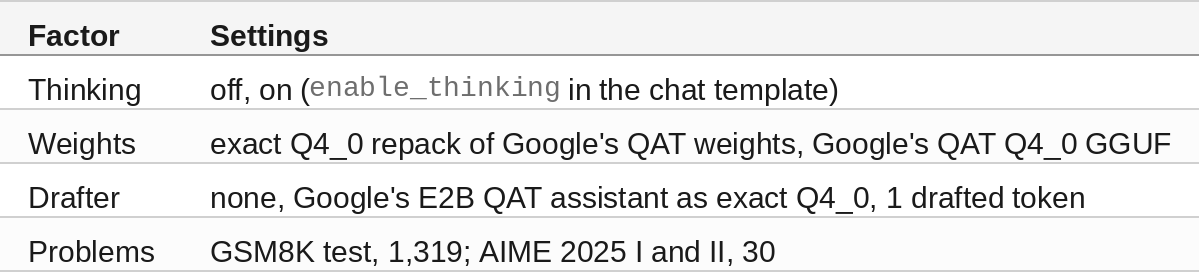 Factor Settings
Thinking off, on (enable_thinking in the chat template)
Weights exact Q4_0 repack of Google's QAT weights, Google's QAT Q4_0 GGUF
Drafter none, Google's E2B QAT assistant as exact Q4_0, 1 drafted token
Problems GSM8K test, 1,319; AIME 2025 I and II, 30